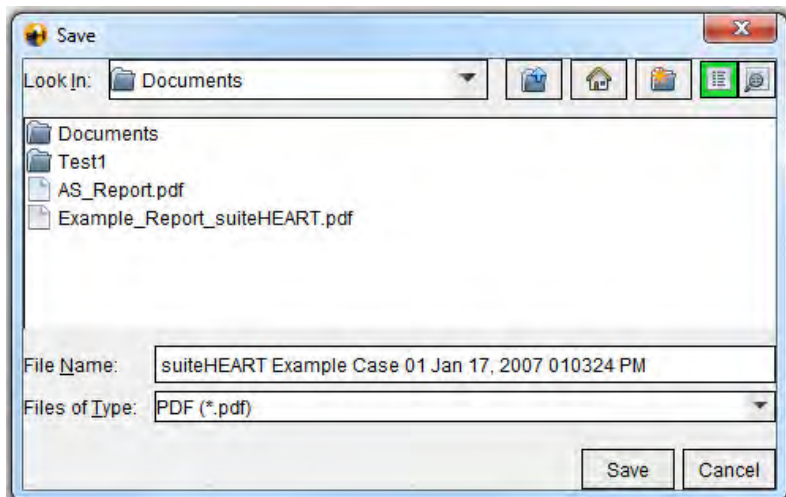 Save
Look In: Documents
Documents
Test1
AS_Report.pdf
Example_Report_suiteHEART.pdf
File Name: suiteHEART Example Case 01 Jan 17, 2007 010324 PM
Files of Type: PDF (*.pdf)
Save Cancel